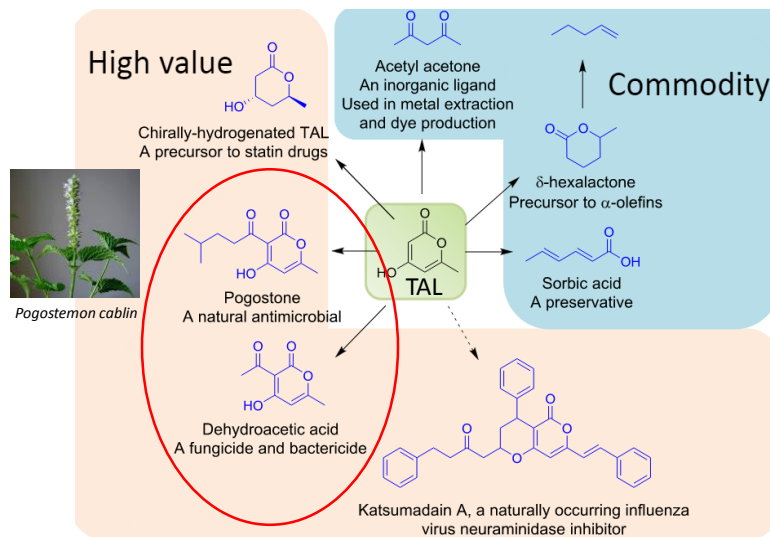 High value
Commodity
O
O
Acetyl acetone
An inorganic ligand
Used in metal extraction
and dye production
O
O
HO
Chirally-hydrogenated TAL
A precursor to statin drugs
O
O
δ-hexalactone
Precursor to α-olefins
O
O
O
O
HO
Pogostone
A natural antimicrobial
O
O
HO
TAL
O
OH
Sorbic acid
A preservative
Pogostemon cablin
O
O
O
HO
Dehydroacetic acid
A fungicide and bactericide
O
O
O
O
Katsumadain A, a naturally occurring influenza
virus neuraminidase inhibitor